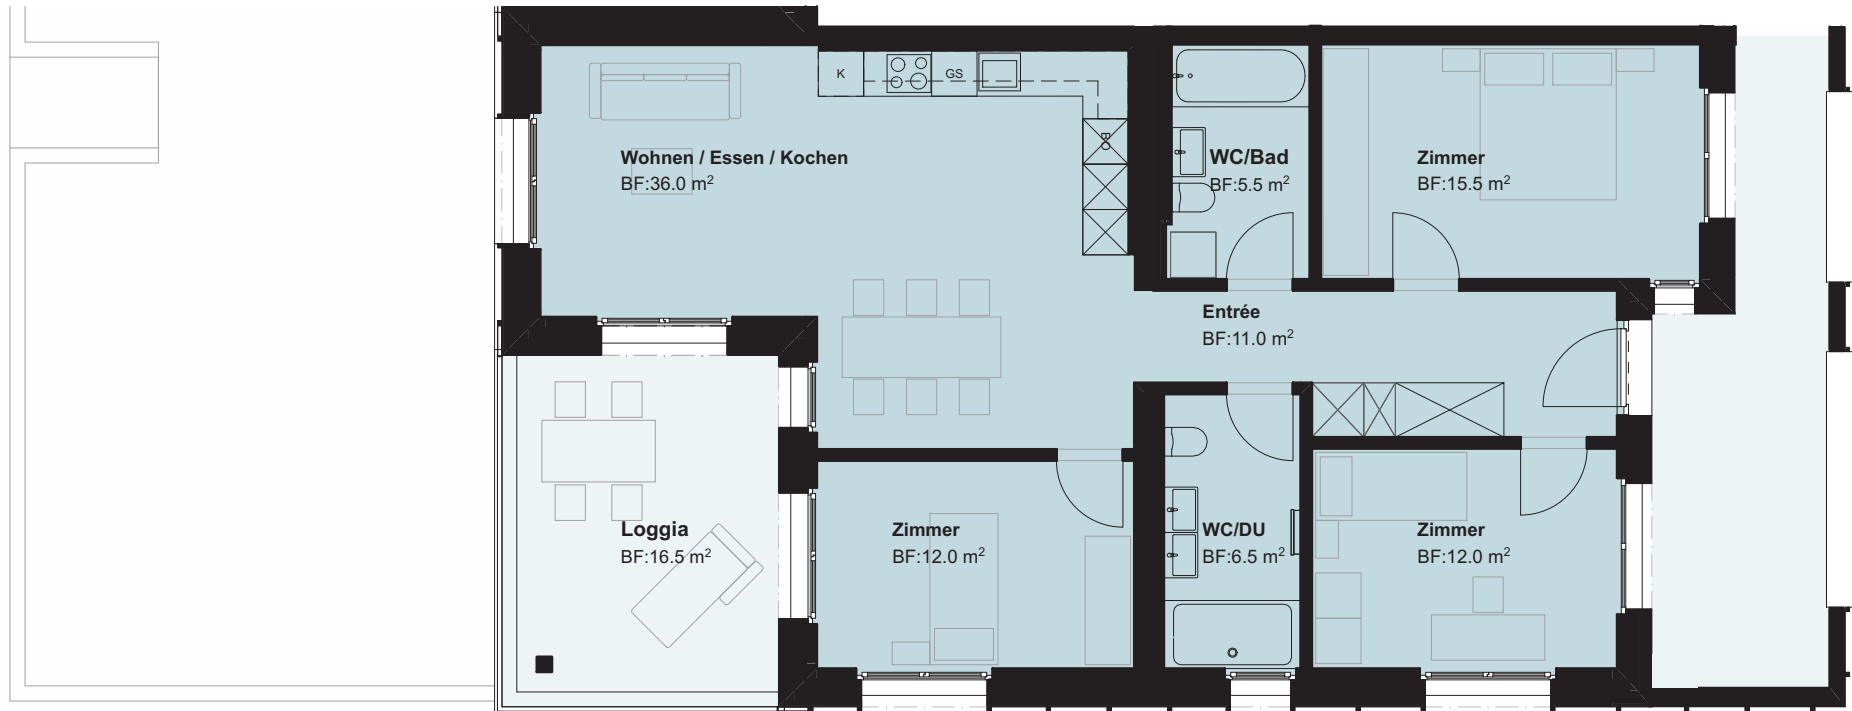 K
GS
B
Wohnen / Essen / Kochen
BF:36.0 m²
WC/Bad
BF:5.5 m²
Zimmer
BF:15.5 m²
Entrée
BF:11.0 m²
Loggia
BF:16.5 m²
Zimmer
BF:12.0 m²
WC/DU
BF:6.5 m²
Zimmer
BF:12.0 m²